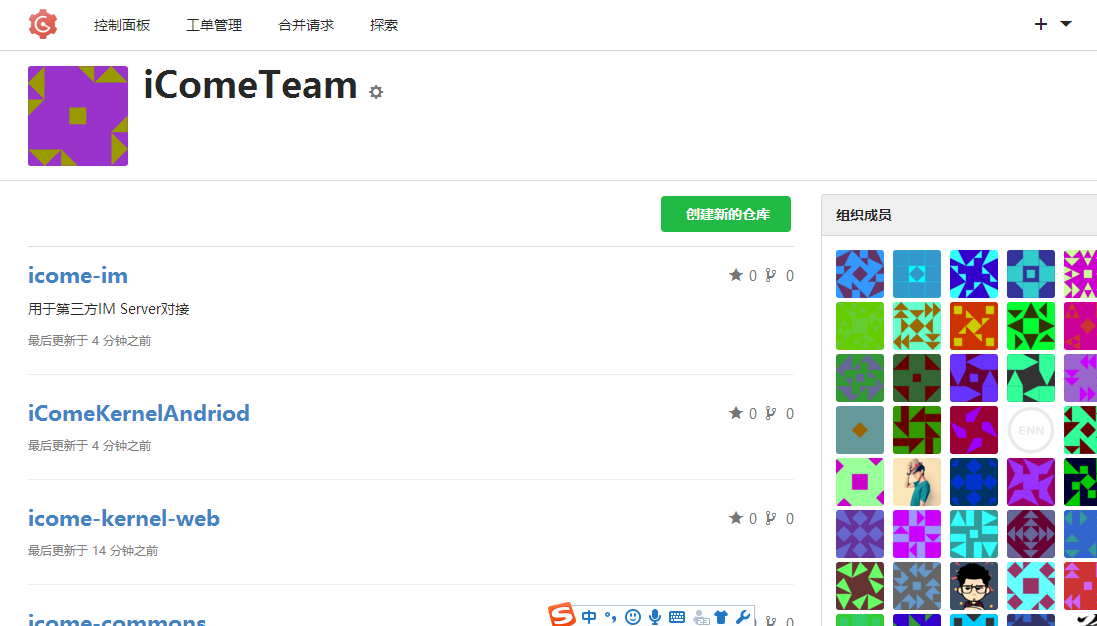 控制面板 工单管理 合并请求 探索
iComeTeam
创建新的仓库
组织成员
icome-im 0 0
用于第三方IM Server对接
最后更新于 4 分钟之前
iComeKernelAndriod 0 0
最后更新于 4 分钟之前
icome-kernel-web 0 0
最后更新于 14 分钟之前
icome-commons 0
ENN
S 中